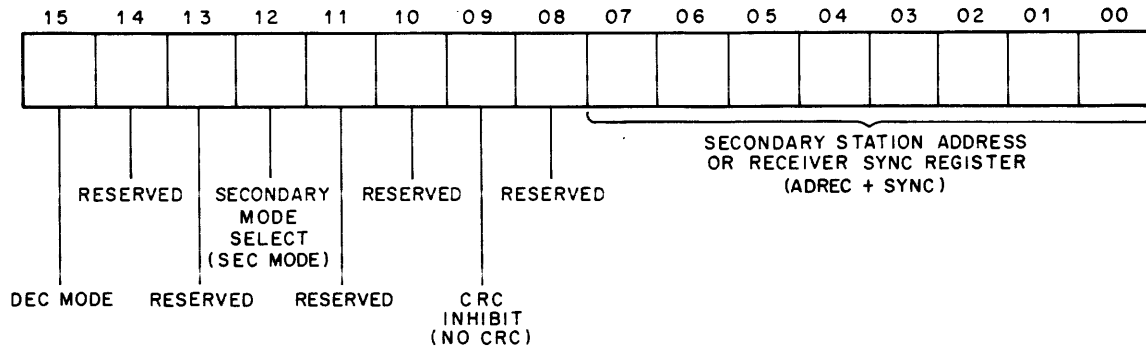 15 14 13 12 11 10 09 08 07 06 05 04 03 02 01 00
SECONDARY STATION ADDRESS
OR RECEIVER SYNC REGISTER
(ADREC + SYNC)
RESERVED SECONDARY RESERVED RESERVED
MODE
SELECT
(SEC MODE)
DEC MODE RESERVED RESERVED CRC
INHIBIT
(NO CRC)